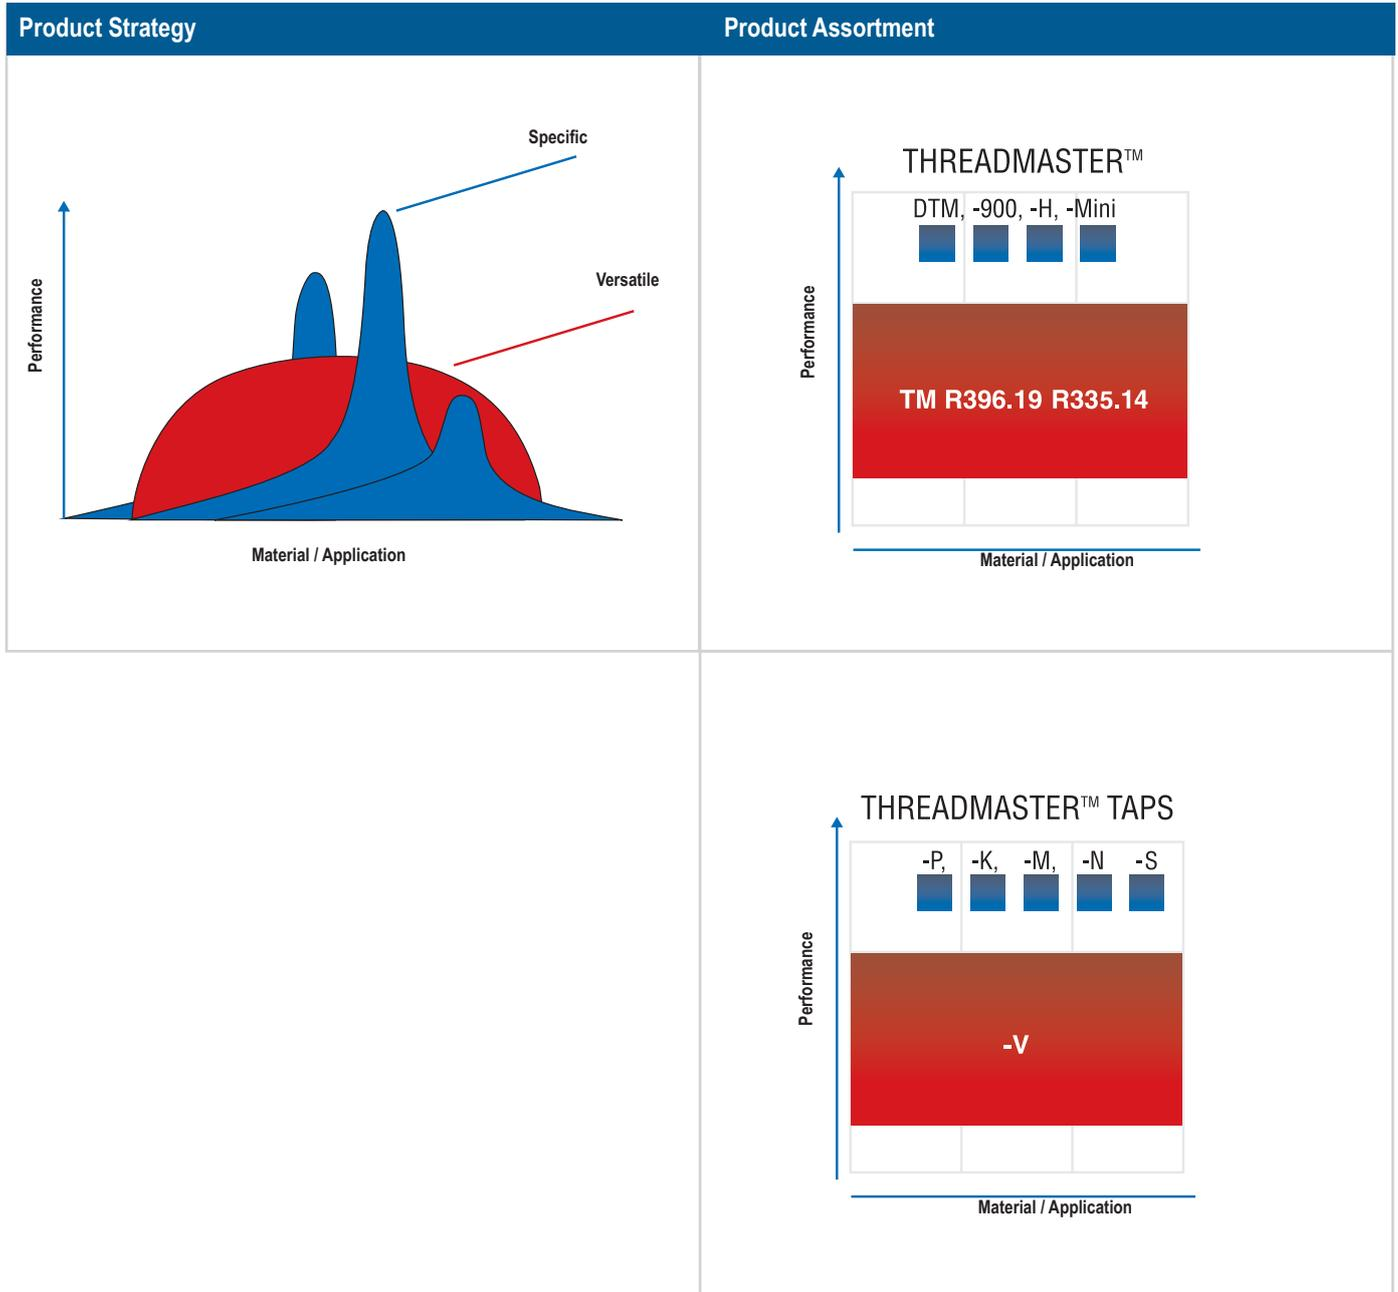 Product Strategy
Product Assortment
Specific
Versatile
Performance
Material / Application
THREADMASTER™
DTM, -900, -H, -Mini
Performance
TM R396.19 R335.14
Material / Application
THREADMASTER™ TAPS
-P, -K, -M, -N -S
Performance
-V
Material / Application